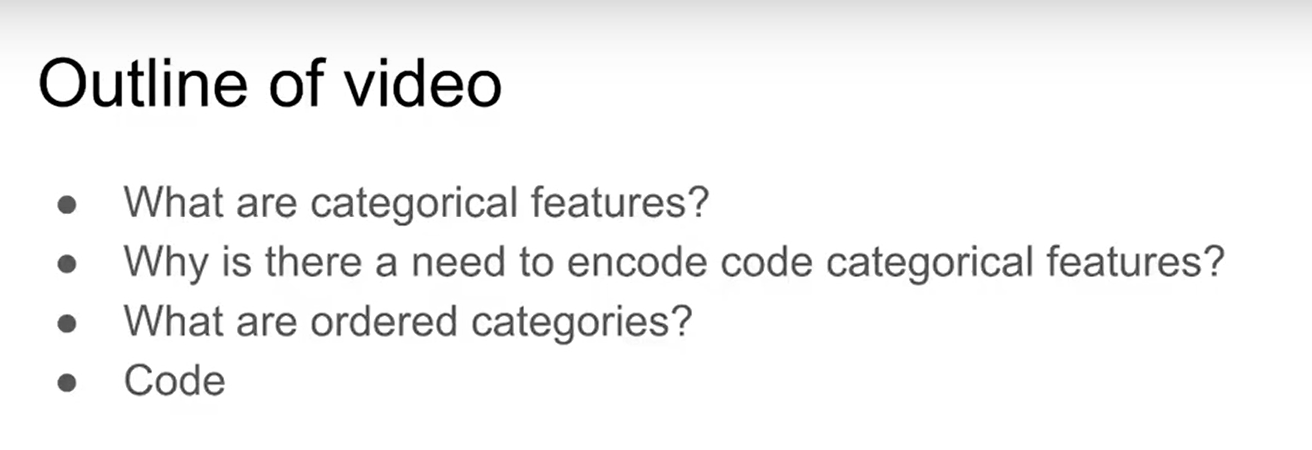 Outline of video
● What are categorical features?
● Why is there a need to encode code categorical features?
● What are ordered categories?
● Code